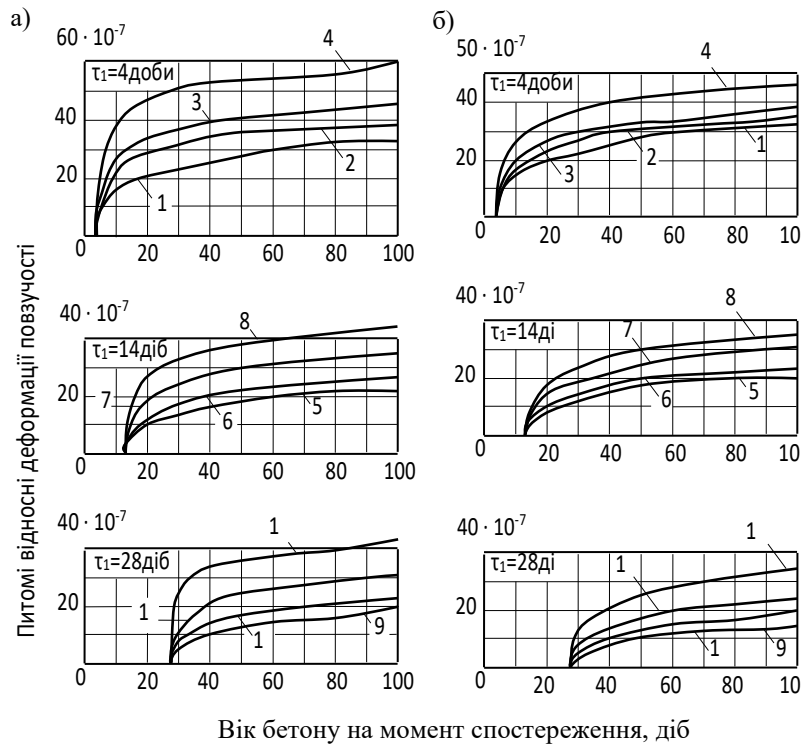 а)
60 · 10-7
τ1=4доби
4
3
2
1
40
20
0
0 20 40 60 80 100
40 · 10-7
τ1=14діб
8
7
6
5
20
0 20 40 60 80 100
40 · 10-7
τ1=28діб
1
1
1
9
20
0 20 40 60 80 100
б)
50 · 10-7
τ1=4доби
4
3
2
1
40
20
0 20 40 60 80 10
40 · 10-7
τ1=14ді
8
7
6
5
20
0 20 40 60 80 10
40 · 10-7
τ1=28ді
1
1
1
9
20
0 20 40 60 80 10
Питомі відносні деформації повзучості
Вік бетону на момент спостереження, діб